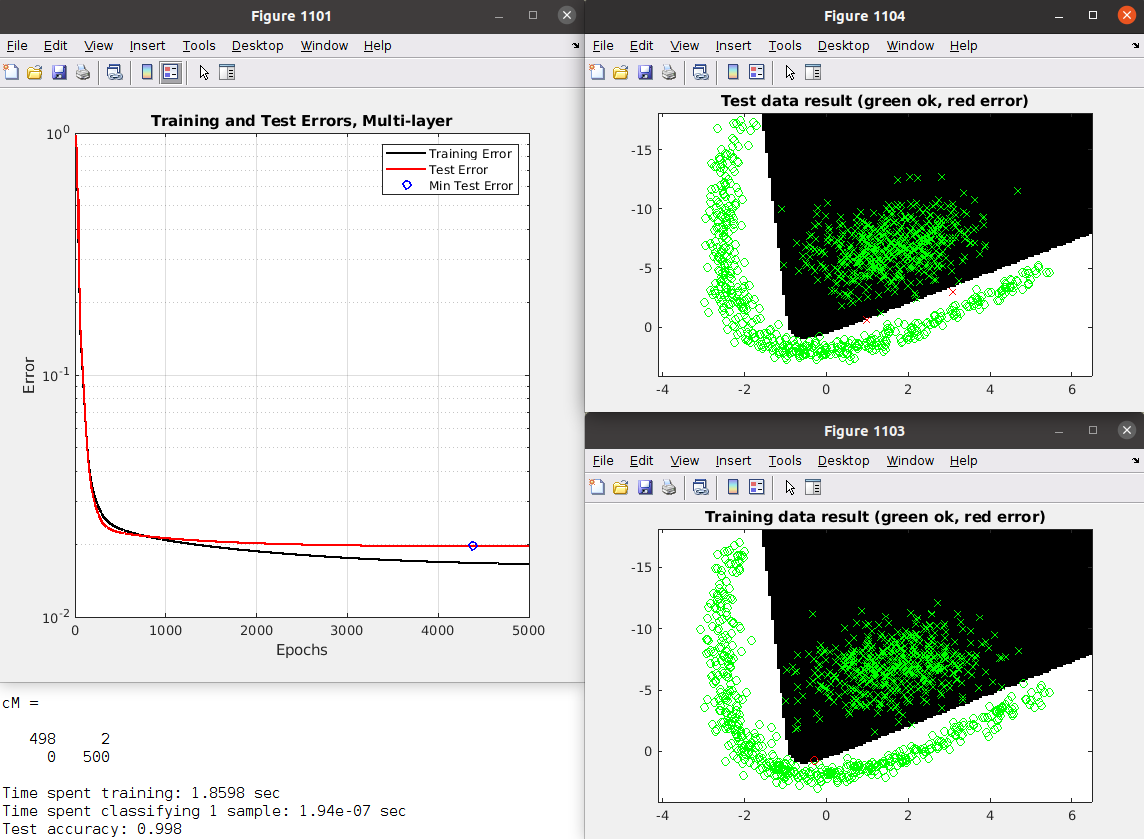 Figure 1101
File Edit View Insert Tools Desktop Window Help
Training and Test Errors, Multi-layer
Training Error
Test Error
Min Test Error
10^0
10^-1
10^-2
Error
0 1000 2000 3000 4000 5000
Epochs
cM =
498 2
0 500
Time spent training: 1.8598 sec
Time spent classifying 1 sample: 1.94e-07 sec
Test accuracy: 0.998
Figure 1104
File Edit View Insert Tools Desktop Window Help
Test data result (green ok, red error)
-15
-10
-5
0
-4 -2 0 2 4 6
Figure 1103
File Edit View Insert Tools Desktop Window Help
Training data result (green ok, red error)
-15
-10
-5
0
-4 -2 0 2 4 6